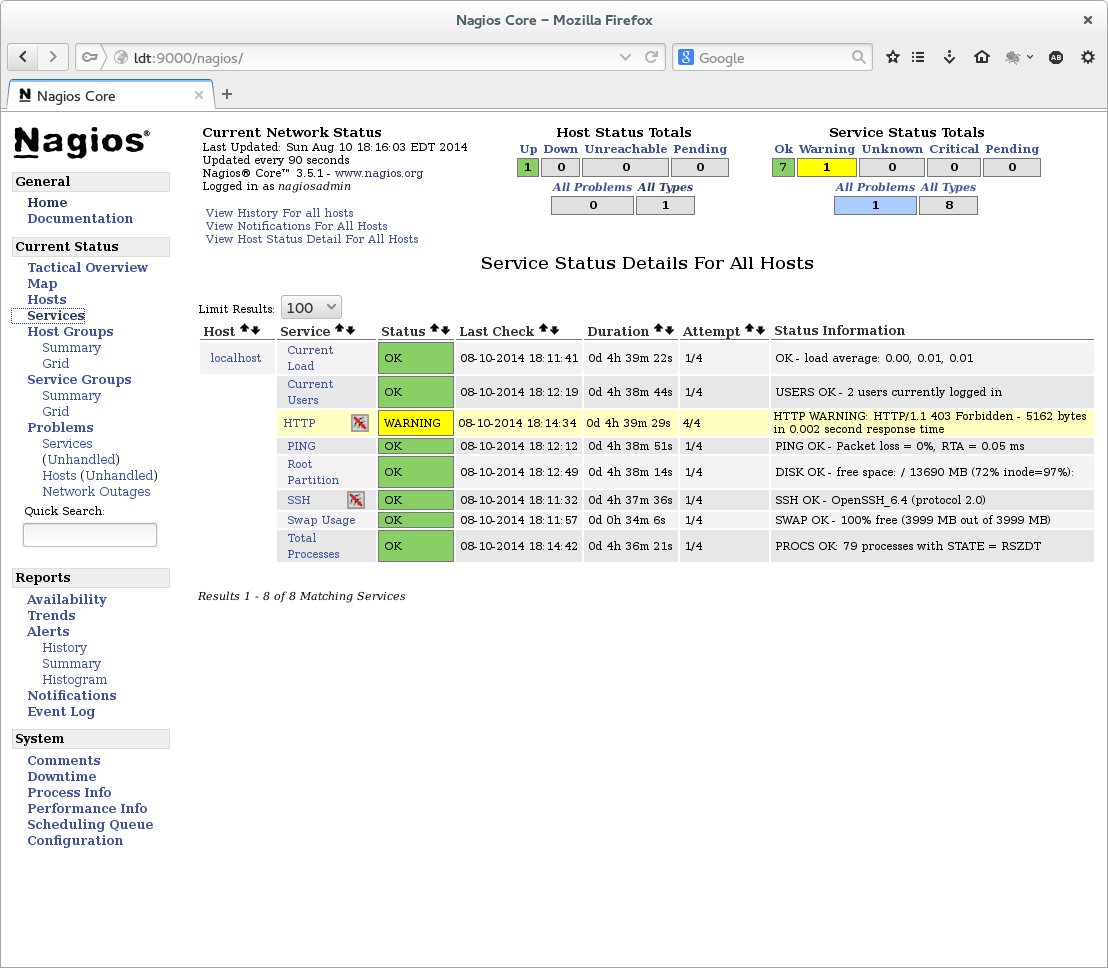 Nagios Core – Mozilla Firefox
ldt:9000/nagios/
Google
ABP
Nagios Core
Nagios®
General
Home
Documentation
Current Status
Tactical Overview
Map
Hosts
Services
Host Groups
Summary
Grid
Service Groups
Summary
Grid
Problems
Services
(Unhandled)
Hosts (Unhandled)
Network Outages
Quick Search:
Reports
Availability
Trends
Alerts
History
Summary
Histogram
Notifications
Event Log
System
Comments
Downtime
Process Info
Performance Info
Scheduling Queue
Configuration
Current Network Status
Last Updated: Sun Aug 10 18:16:03 EDT 2014
Updated every 90 seconds
Nagios® Core™ 3.5.1 - www.nagios.org
Logged in as nagiosadmin
View History For all hosts
View Notifications For All Hosts
View Host Status Detail For All Hosts
Host Status Totals
Up Down Unreachable Pending
1 0 0 0
All Problems All Types
0 1
Service Status Totals
Ok Warning Unknown Critical Pending
7 1 0 0 0
All Problems All Types
1 8
Service Status Details For All Hosts
Limit Results: 100
Host Service Status Last Check Duration Attempt Status Information
localhost Current Load OK 08-10-2014 18:11:41 0d 4h 39m 22s 1/4 OK - load average: 0.00, 0.01, 0.01
Current Users OK 08-10-2014 18:12:19 0d 4h 38m 44s 1/4 USERS OK - 2 users currently logged in
HTTP WARNING 08-10-2014 18:14:34 0d 4h 39m 29s 4/4 HTTP WARNING: HTTP/1.1 403 Forbidden - 5162 bytes in 0.002 second response time
PING OK 08-10-2014 18:12:12 0d 4h 38m 51s 1/4 PING OK - Packet loss = 0%, RTA = 0.05 ms
Root Partition OK 08-10-2014 18:12:49 0d 4h 38m 14s 1/4 DISK OK - free space: / 13690 MB (72% inode=97%):
SSH OK 08-10-2014 18:11:32 0d 4h 37m 36s 1/4 SSH OK - OpenSSH_6.4 (protocol 2.0)
Swap Usage OK 08-10-2014 18:11:57 0d 0h 34m 6s 1/4 SWAP OK - 100% free (3999 MB out of 3999 MB)
Total Processes OK 08-10-2014 18:14:42 0d 4h 36m 21s 1/4 PROCS OK: 79 processes with STATE = RSZDT
Results 1 - 8 of 8 Matching Services